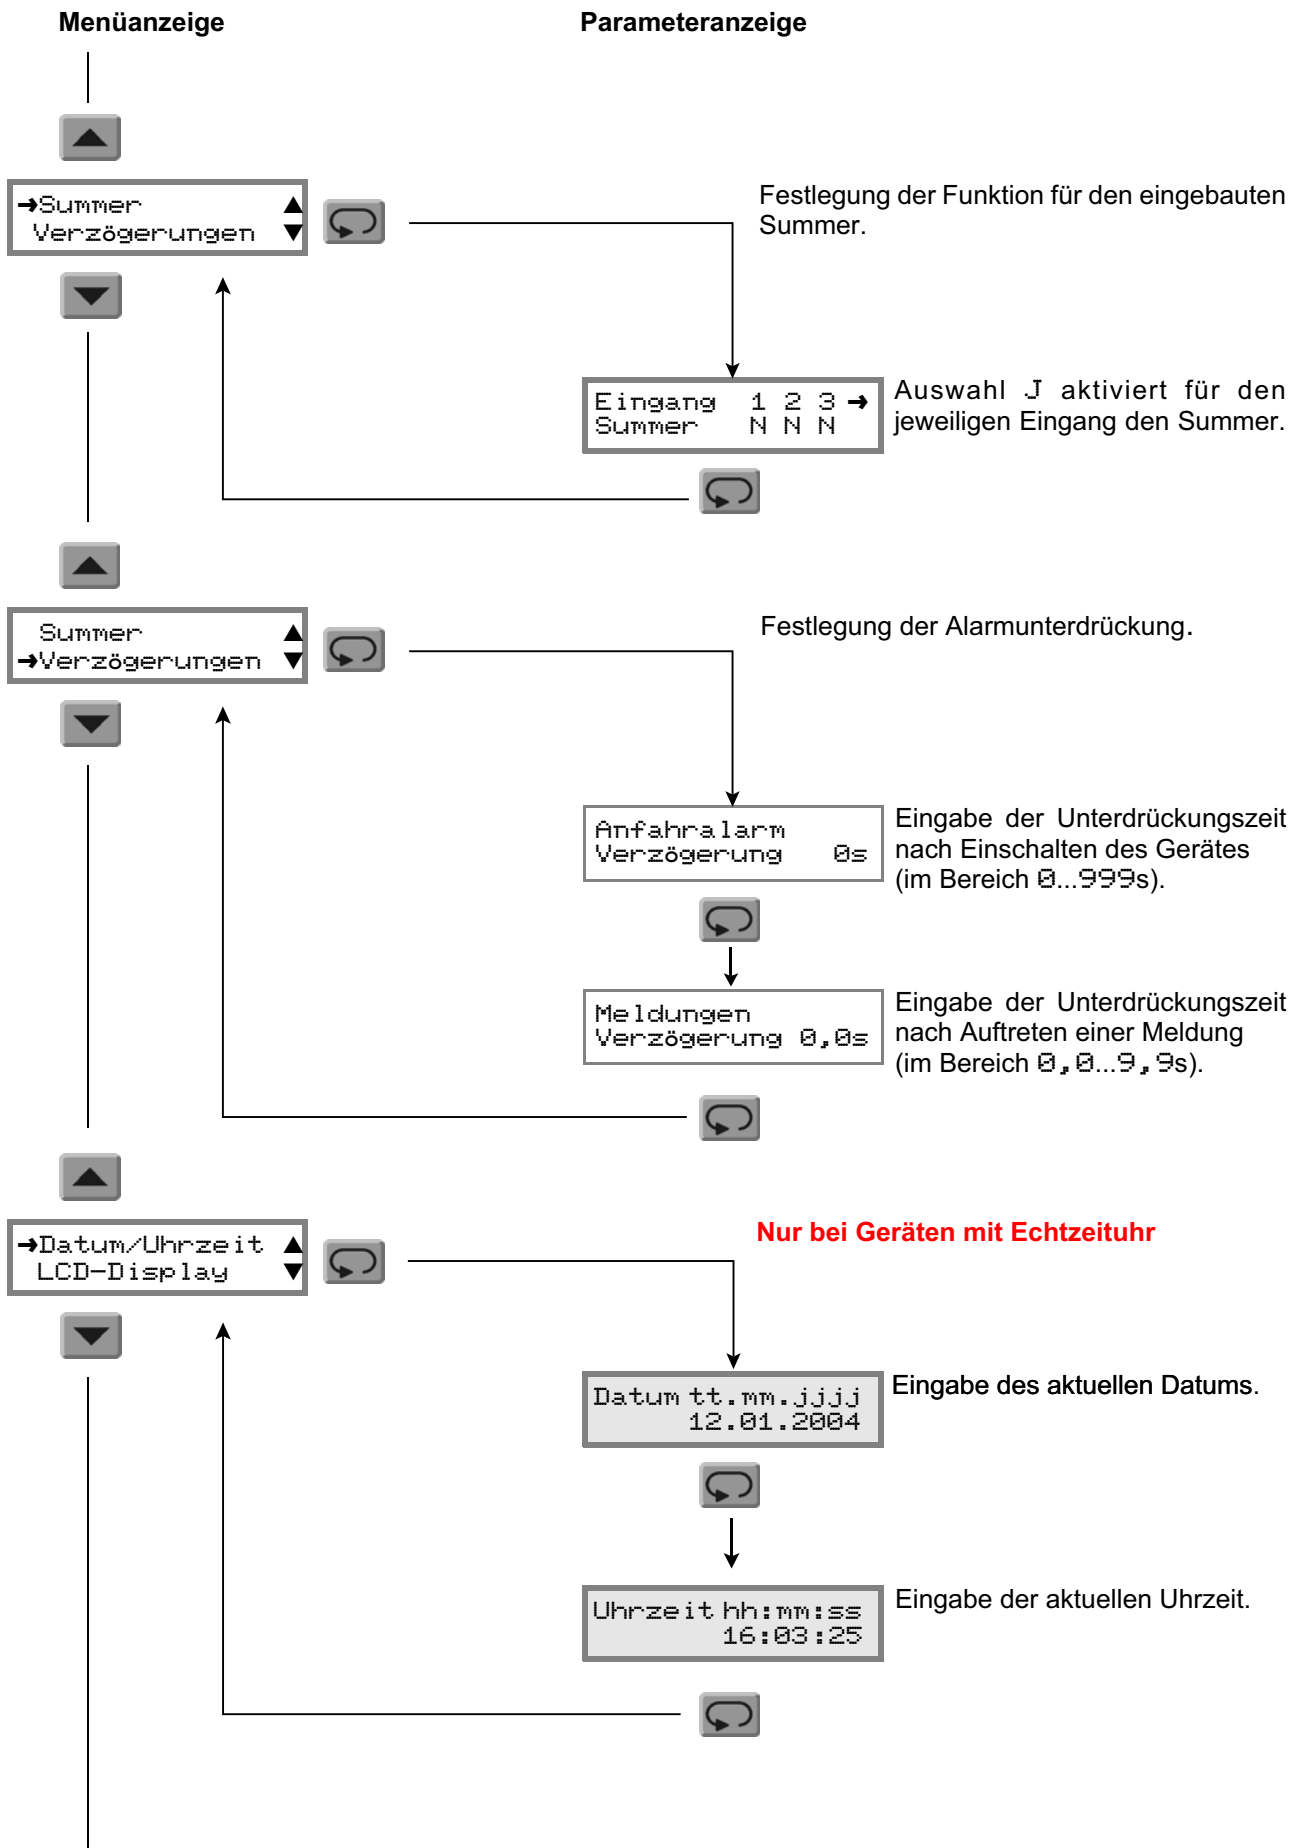 Menüanzeige Parameteranzeige
➞Summer ▲
Verzögerungen ▼
Festlegung der Funktion für den eingebauten
Summer.
Eingang 1 2 3 ➞
Summer N N N
Auswahl J aktiviert für den
jeweiligen Eingang den Summer.
Summer ▲
➞Verzögerungen ▼
Festlegung der Alarmunterdrückung.
Anfahralarm
Verzögerung 0s
Eingabe der Unterdrückungszeit
nach Einschalten des Gerätes
(im Bereich 0...999s).
Meldungen
Verzögerung 0,0s
Eingabe der Unterdrückungszeit
nach Auftreten einer Meldung
(im Bereich 0,0...9,9s).
➞Datum/Uhrzeit ▲
LCD-Display ▼
Nur bei Geräten mit Echtzeituhr
Datum tt.mm.jjjj
12.01.2004
Eingabe des aktuellen Datums.
Uhrzeit hh:mm:ss
16:03:25
Eingabe der aktuellen Uhrzeit.